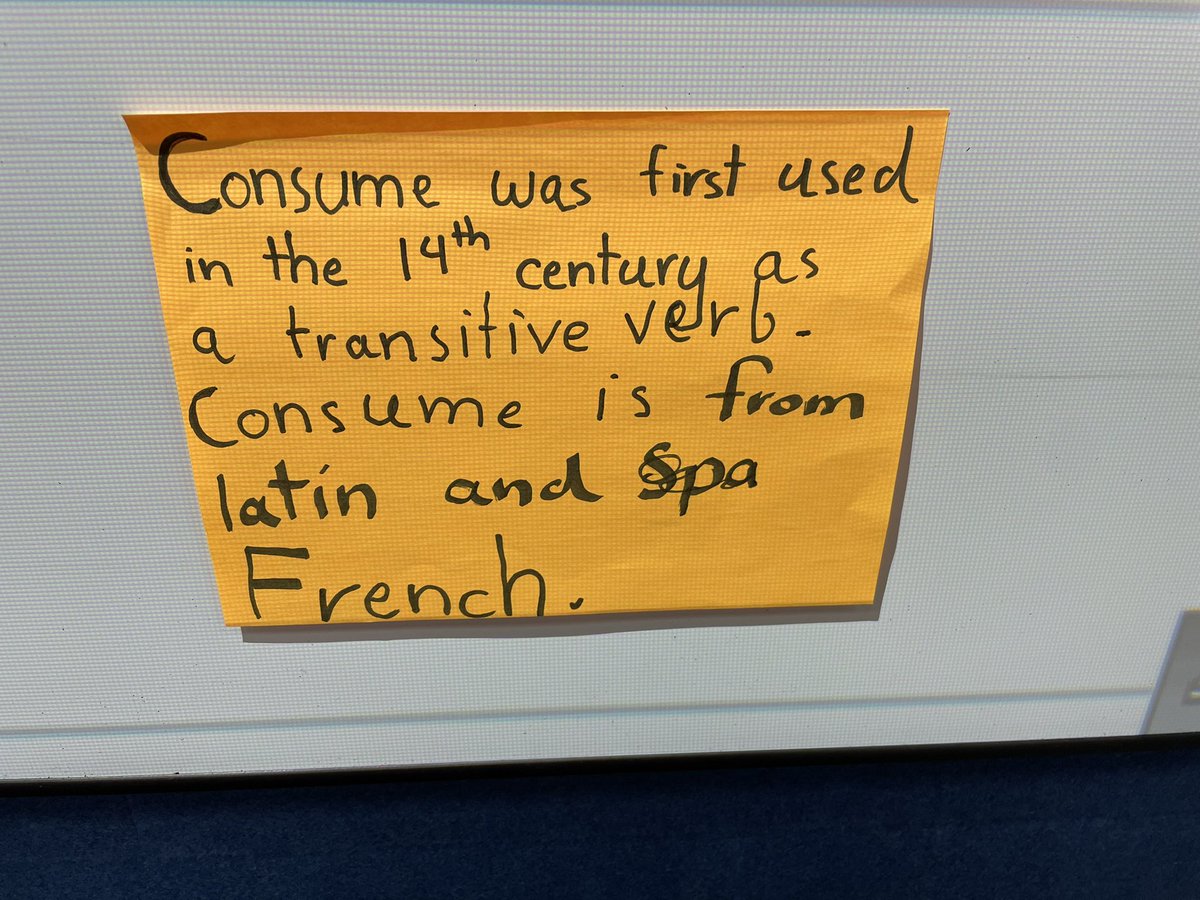 Consume was first used
in the 14th century as
a transitive verb.
Consume is from
latin and Spa
French.